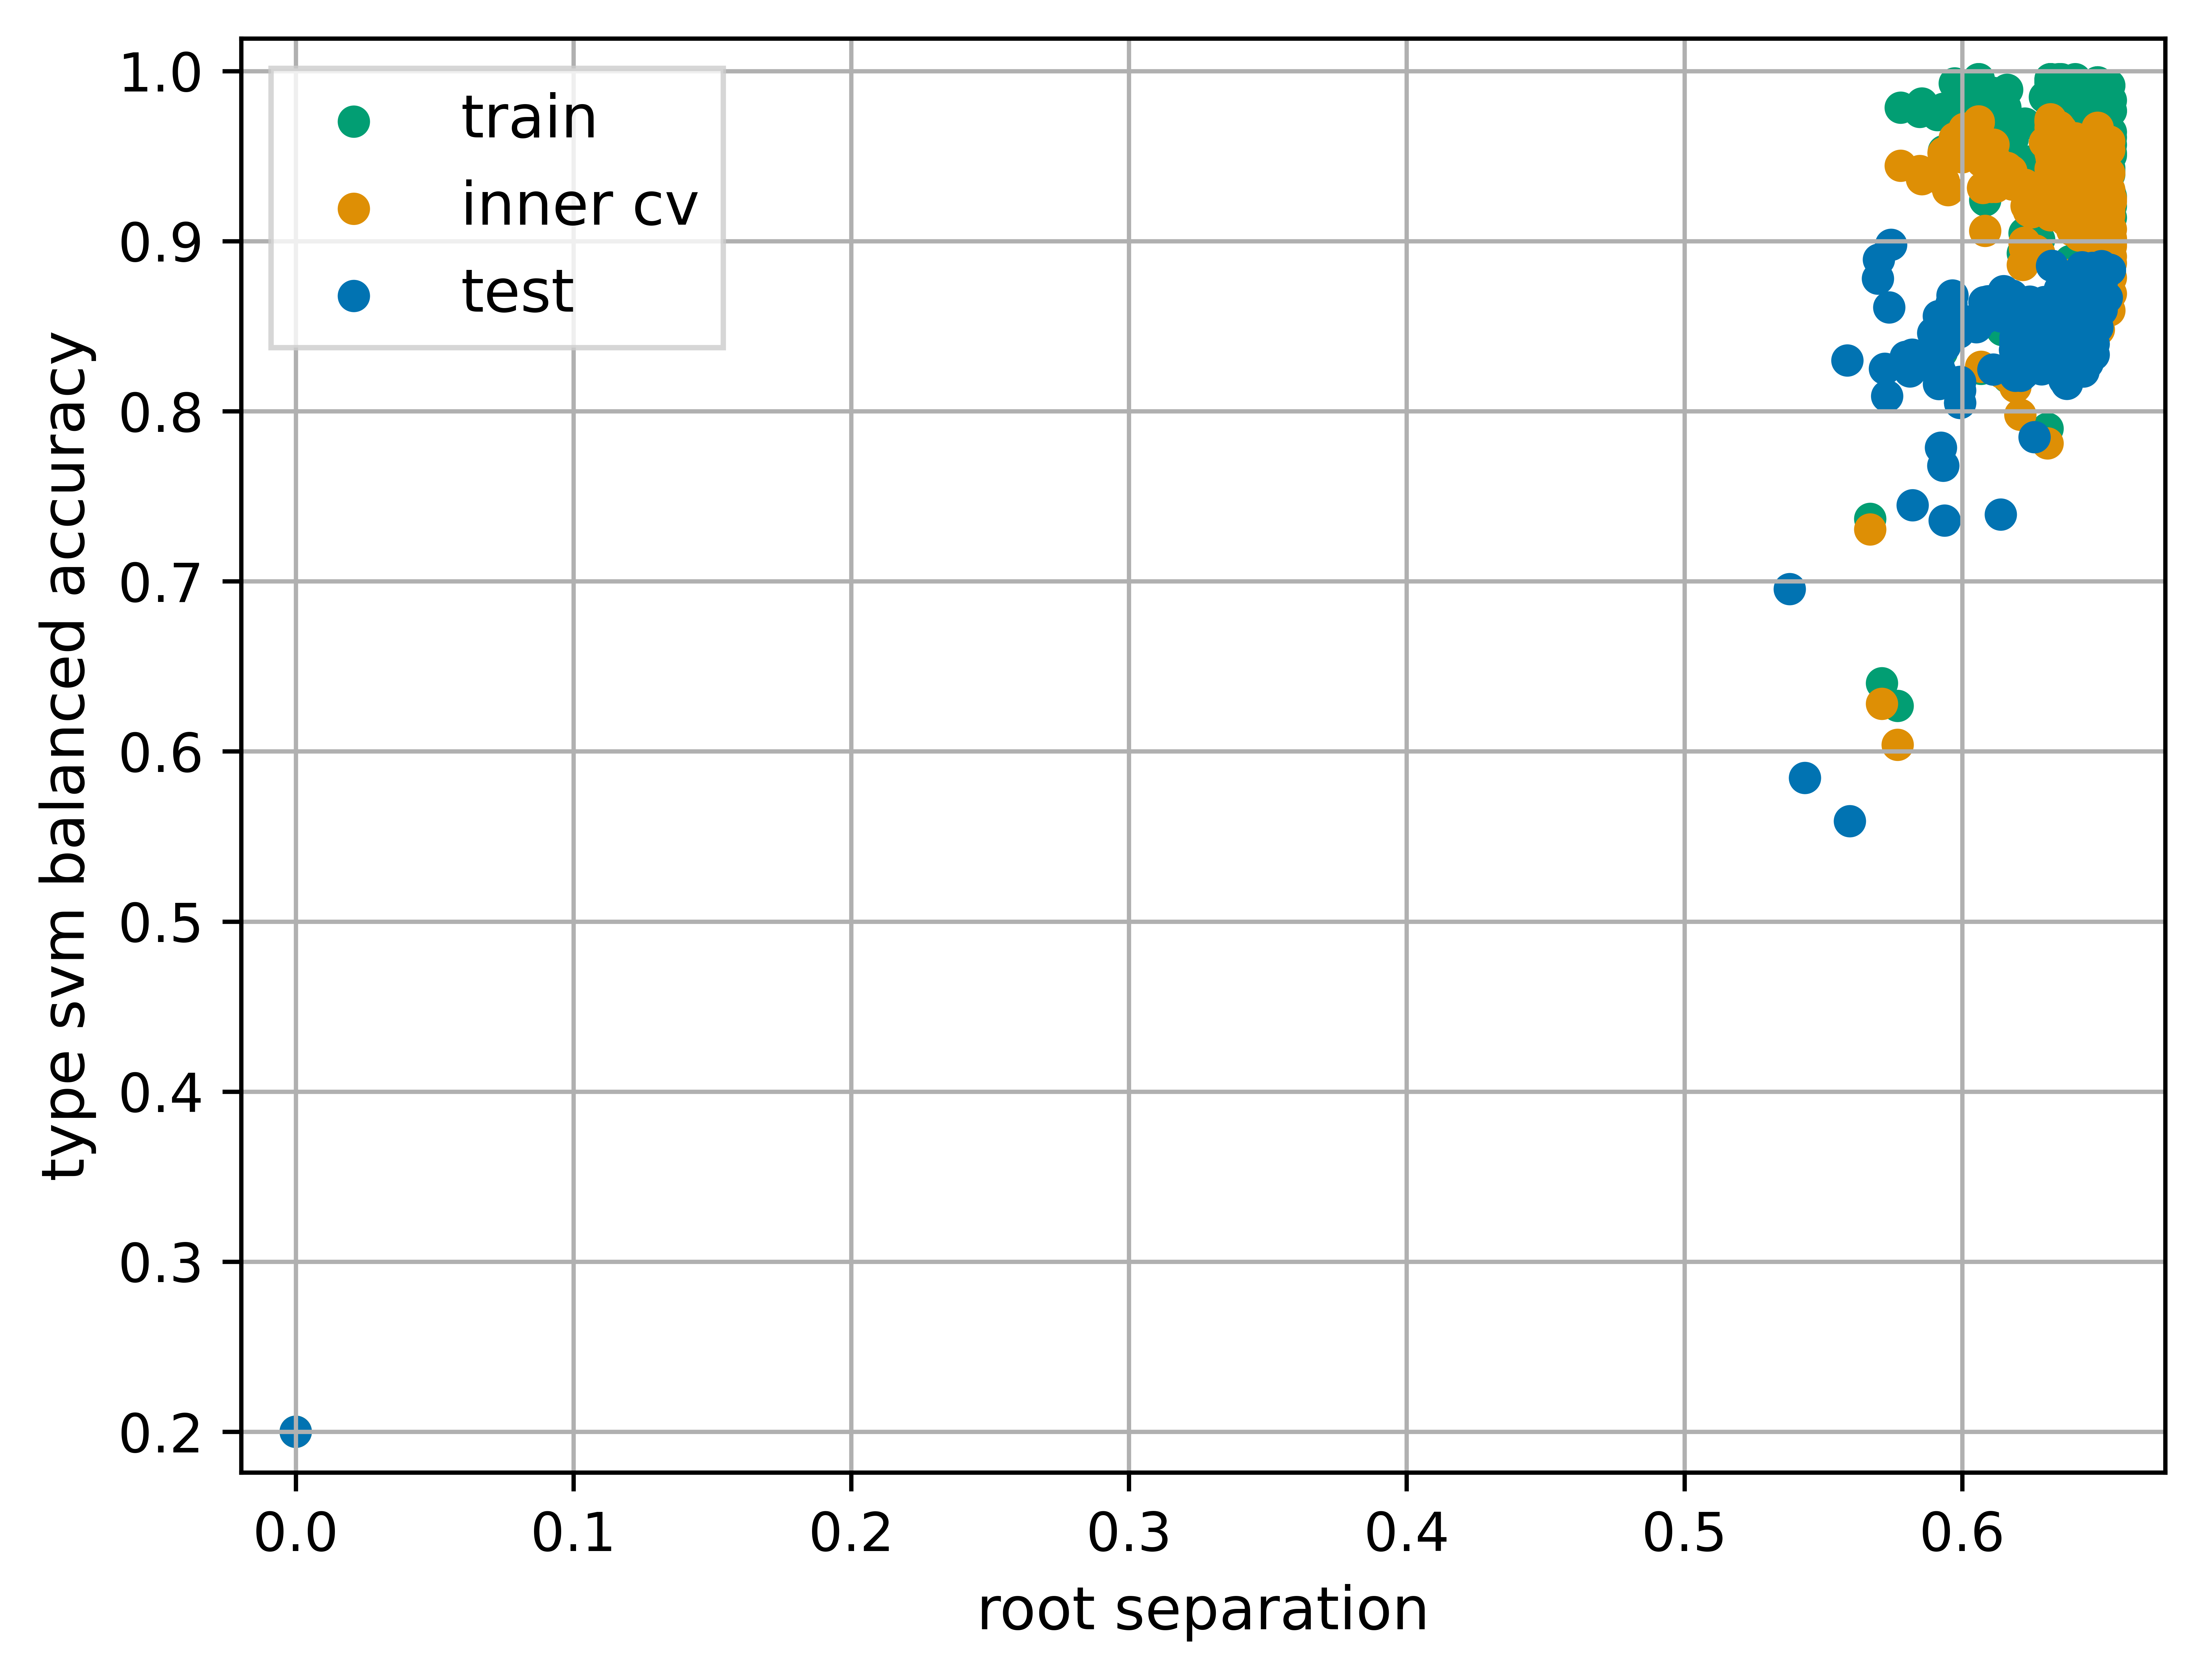 1.0
0.9
0.8
0.7
0.6
0.5
0.4
0.3
0.2
type svm balanced accuracy
train
inner cv
test
0.0 0.1 0.2 0.3 0.4 0.5 0.6
root separation